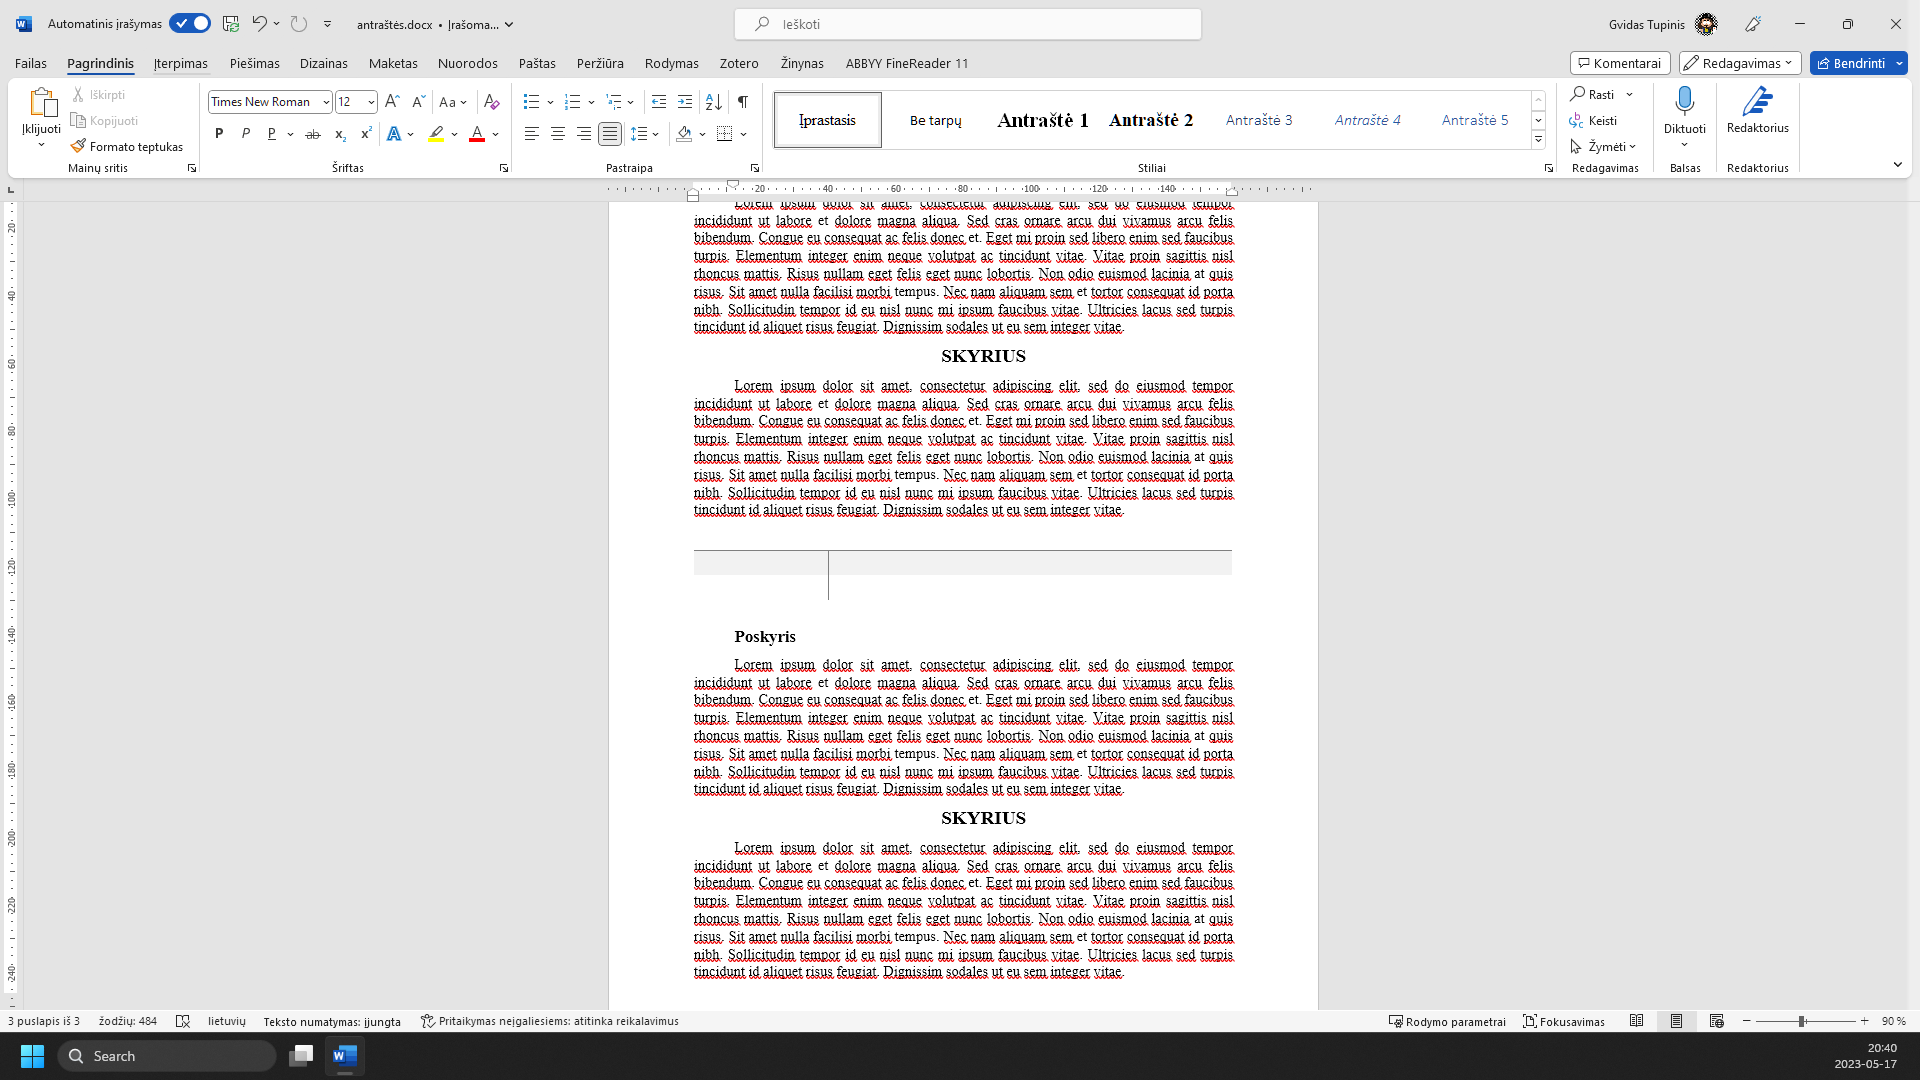 Automatinis įrašymas
antraštės.docx • Įrašoma...
Ieškoti
Gvidas Tupinis
Failas Pagrindinis Įterpimas Piešimas Dizainas Maketas Nuorodos Paštas Peržiūra Rodymas Zotero Žinynas ABBYY FineReader 11
Komentarai Redagavimas Bendrinti
Įklijuoti
Iškirpti
Kopijuoti
Formato teptukas
Mainų sritis
Times New Roman 12
Šriftas
Pastraipa
Įprastasis Be tarpų Antraštė 1 Antraštė 2 Antraštė 3 Antraštė 4 Antraštė 5
Stiliai
Rasti
Keisti
Žymėti
Redagavimas
Diktuoti
Balsas
Redaktorius
Redaktorius
20 40 60 80 100 120 140
Lorem ipsum dolor sit amet, consectetur adipiscing elit, sed do eiusmod tempor
incididunt ut labore et dolore magna aliqua. Sed cras ornare arcu dui vivamus arcu felis
bibendum. Congue eu consequat ac felis donec et. Eget mi proin sed libero enim sed faucibus
turpis. Elementum integer enim neque volutpat ac tincidunt vitae. Vitae proin sagittis nisl
rhoncus mattis. Risus nullam eget felis eget nunc lobortis. Non odio euismod lacinia at quis
risus. Sit amet nulla facilisi morbi tempus. Nec nam aliquam sem et tortor consequat id porta
nibh. Sollicitudin tempor id eu nisl nunc mi ipsum faucibus vitae. Ultricies lacus sed turpis
tincidunt id aliquet risus feugiat. Dignissim sodales ut eu sem integer vitae.
SKYRIUS
Lorem ipsum dolor sit amet, consectetur adipiscing elit, sed do eiusmod tempor
incididunt ut labore et dolore magna aliqua. Sed cras ornare arcu dui vivamus arcu felis
bibendum. Congue eu consequat ac felis donec et. Eget mi proin sed libero enim sed faucibus
turpis. Elementum integer enim neque volutpat ac tincidunt vitae. Vitae proin sagittis nisl
rhoncus mattis. Risus nullam eget felis eget nunc lobortis. Non odio euismod lacinia at quis
risus. Sit amet nulla facilisi morbi tempus. Nec nam aliquam sem et tortor consequat id porta
nibh. Sollicitudin tempor id eu nisl nunc mi ipsum faucibus vitae. Ultricies lacus sed turpis
tincidunt id aliquet risus feugiat. Dignissim sodales ut eu sem integer vitae.
Poskyris
Lorem ipsum dolor sit amet, consectetur adipiscing elit, sed do eiusmod tempor
incididunt ut labore et dolore magna aliqua. Sed cras ornare arcu dui vivamus arcu felis
bibendum. Congue eu consequat ac felis donec et. Eget mi proin sed libero enim sed faucibus
turpis. Elementum integer enim neque volutpat ac tincidunt vitae. Vitae proin sagittis nisl
rhoncus mattis. Risus nullam eget felis eget nunc lobortis. Non odio euismod lacinia at quis
risus. Sit amet nulla facilisi morbi tempus. Nec nam aliquam sem et tortor consequat id porta
nibh. Sollicitudin tempor id eu nisl nunc mi ipsum faucibus vitae. Ultricies lacus sed turpis
tincidunt id aliquet risus feugiat. Dignissim sodales ut eu sem integer vitae.
SKYRIUS
Lorem ipsum dolor sit amet, consectetur adipiscing elit, sed do eiusmod tempor
incididunt ut labore et dolore magna aliqua. Sed cras ornare arcu dui vivamus arcu felis
bibendum. Congue eu consequat ac felis donec et. Eget mi proin sed libero enim sed faucibus
turpis. Elementum integer enim neque volutpat ac tincidunt vitae. Vitae proin sagittis nisl
rhoncus mattis. Risus nullam eget felis eget nunc lobortis. Non odio euismod lacinia at quis
risus. Sit amet nulla facilisi morbi tempus. Nec nam aliquam sem et tortor consequat id porta
nibh. Sollicitudin tempor id eu nisl nunc mi ipsum faucibus vitae. Ultricies lacus sed turpis
tincidunt id aliquet risus feugiat. Dignissim sodales ut eu sem integer vitae.
20 40 60 80 100 120 140 160 180 200 220 240
3 puslapis iš 3 žodžių: 484 lietuvių Teksto numatymas: įjungta Pritaikymas neįgaliesiems: atitinka reikalavimus
Rodymo parametrai Fokusavimas 90 %
Search
20:40
2023-05-17